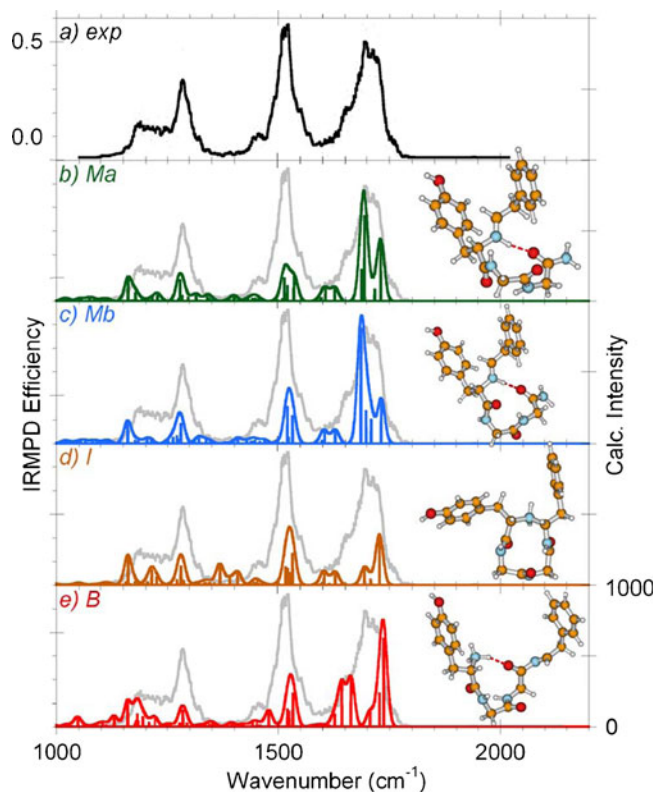 a) exp
0.5
0.0
b) Ma
c) Mb
d) I
1000
e) B
0
IRMPD Efficiency
Calc. Intensity
1000
1500
2000
Wavenumber (cm⁻¹)